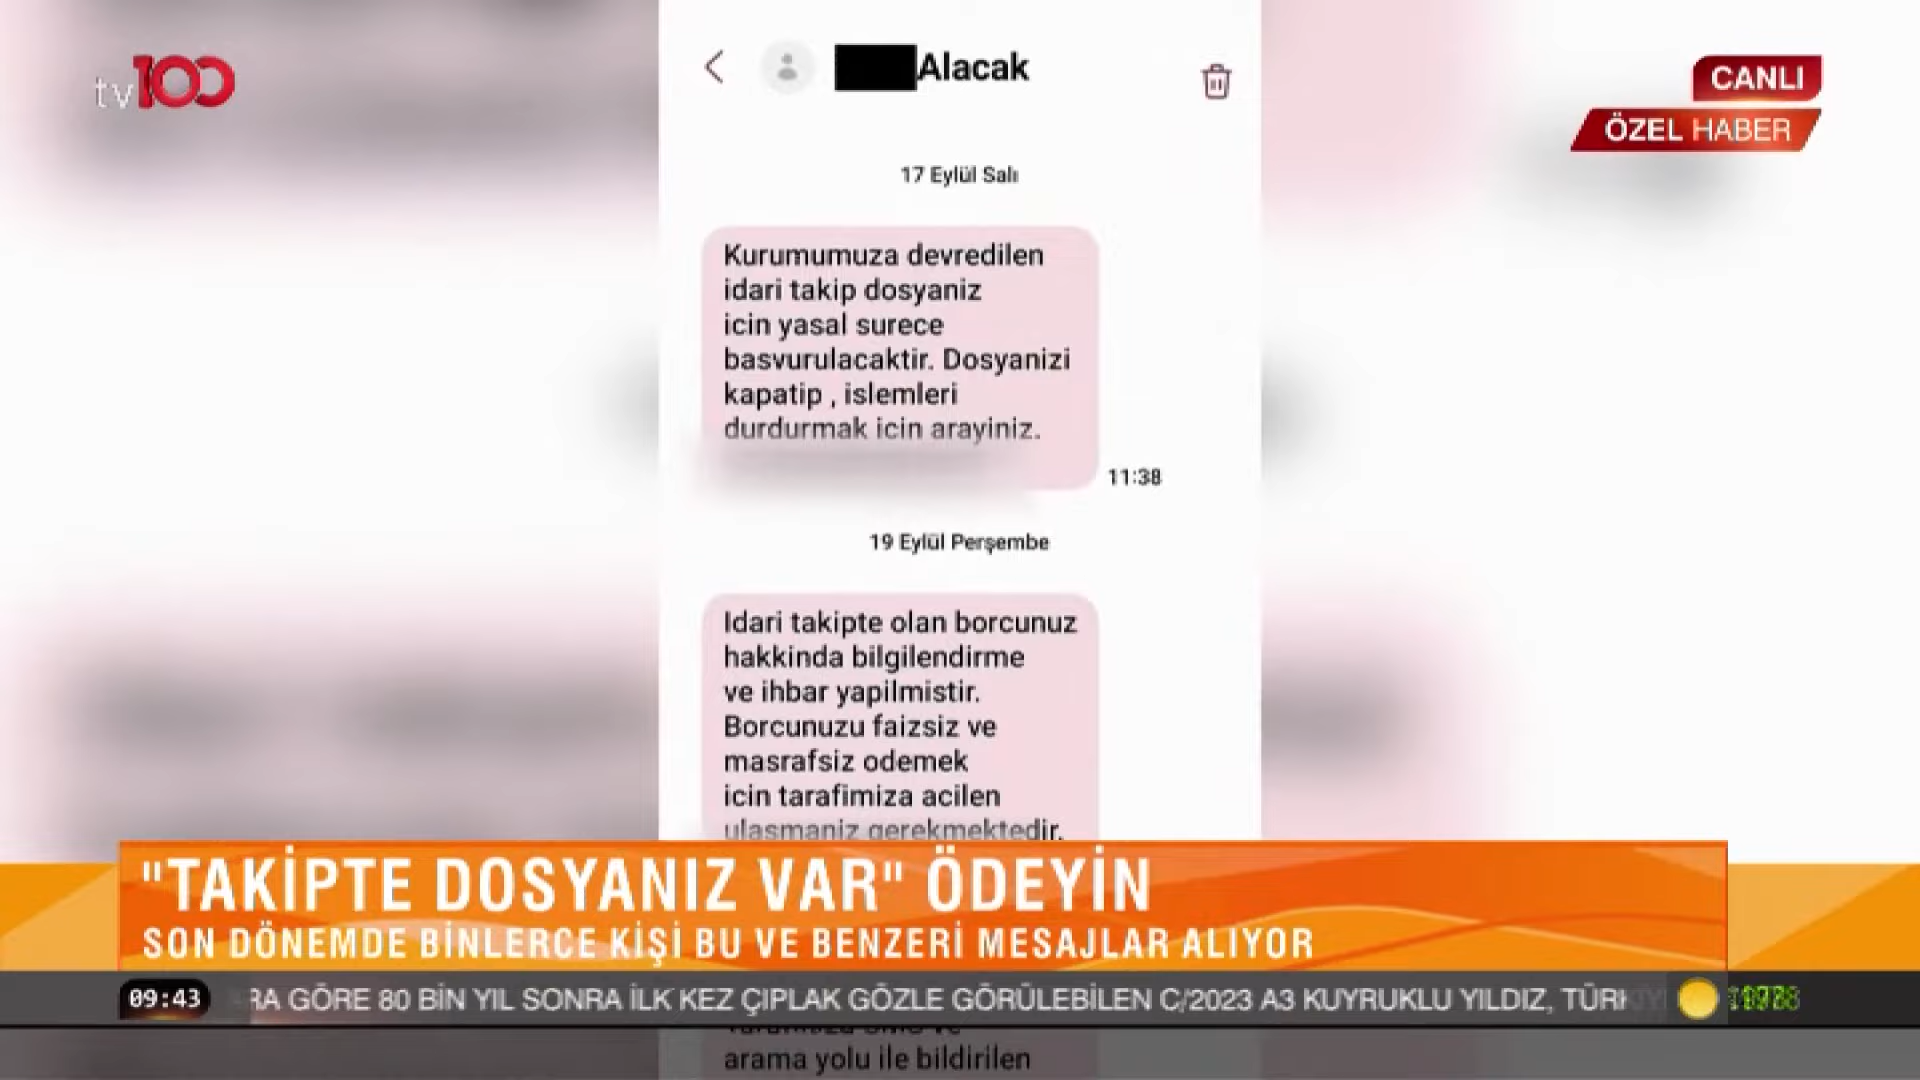 tv100
Alacak
CANLI
ÖZEL HABER
17 Eylül Salı
Kurumumuza devredilen
idari takip dosyaniz
icin yasal surece
basvurulacaktir. Dosyanizi
kapatip , islemleri
durdurmak icin arayiniz.
11:38
19 Eylül Perşembe
Idari takipte olan borcunuz
hakkinda bilgilendirme
ve ihbar yapilmistir.
Borcunuzu faizsiz ve
masrafsiz odemek
icin tarafimiza acilen
ulasmaniz gerekmektedir.
"TAKİPTE DOSYANIZ VAR" ÖDEYİN
SON DÖNEMDE BİNLERCE KİŞİ BU VE BENZERİ MESAJLAR ALIYOR
09:43
GÖRE 80 BİN YIL SONRA İLK KEZ ÇIPLAK GÖZLE GÖRÜLEBİLEN C/2023 A3 KUYRUKLU YILDIZ,
arama yolu ile bildirilen